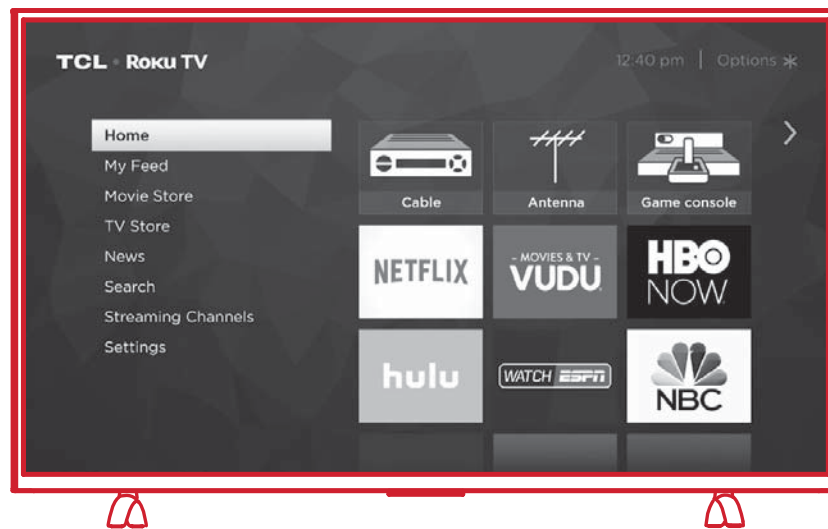 TCL • ROKU TV
12:40 pm | Options *
Home
My Feed
Movie Store
TV Store
News
Search
Streaming Channels
Settings
Cable
Antenna
Game console
NETFLIX
- MOVIES & TV -
VUDU
HBO
NOW
hulu
WATCH ESPn
NBC